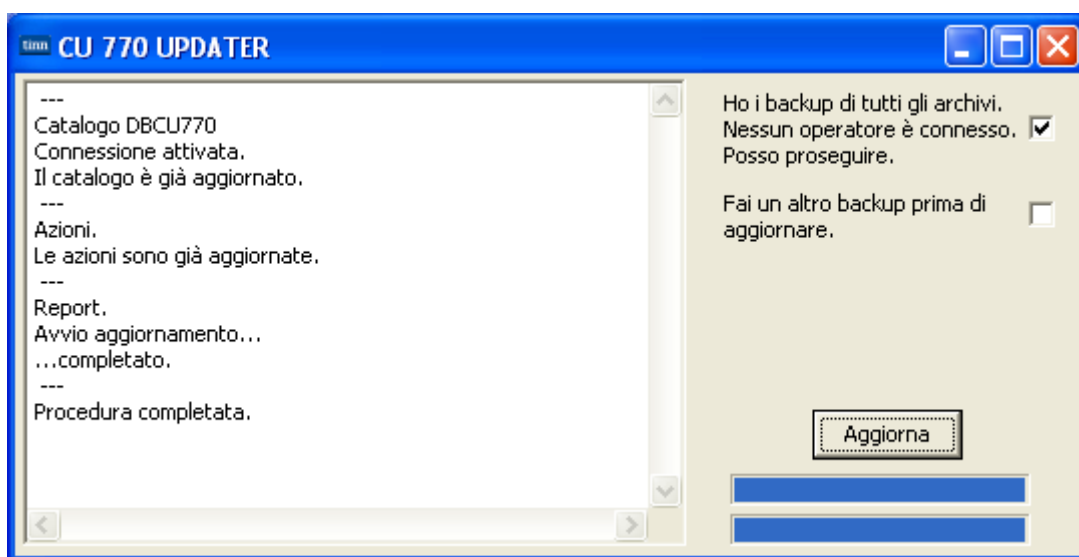 tinn CU 770 UPDATER
---
Catalogo DBCU770
Connessione attivata.
Il catalogo è già aggiornato.
---
Azioni.
Le azioni sono già aggiornate.
---
Report.
Avvio aggiornamento...
...completato.
---
Procedura completata.
Ho i backup di tutti gli archivi.
Nessun operatore è connesso.
Posso proseguire.
Fai un altro backup prima di
aggiornare.
Aggiorna